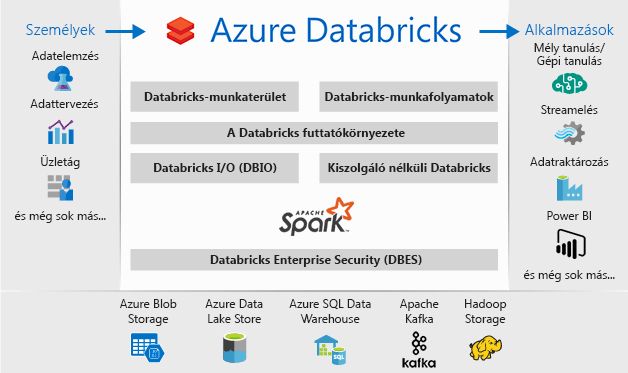 Személyek
Azure Databricks
Alkalmazások
Adatelemzés
Adattervezés
Üzletág
és még sok más...
Databricks-munkaterület
Databricks-munkafolyamatok
A Databricks futtatókörnyezete
Databricks I/O (DBIO)
Kiszolgáló nélküli Databricks
APACHE
Spark™
Databricks Enterprise Security (DBES)
Mély tanulás/
Gépi tanulás
Streamelés
Adatraktározás
Power BI
és még sok más...
Azure Blob
Storage
Azure Data
Lake Store
Azure SQL Data
Warehouse
SQL
Apache
Kafka
kafka
Hadoop
Storage